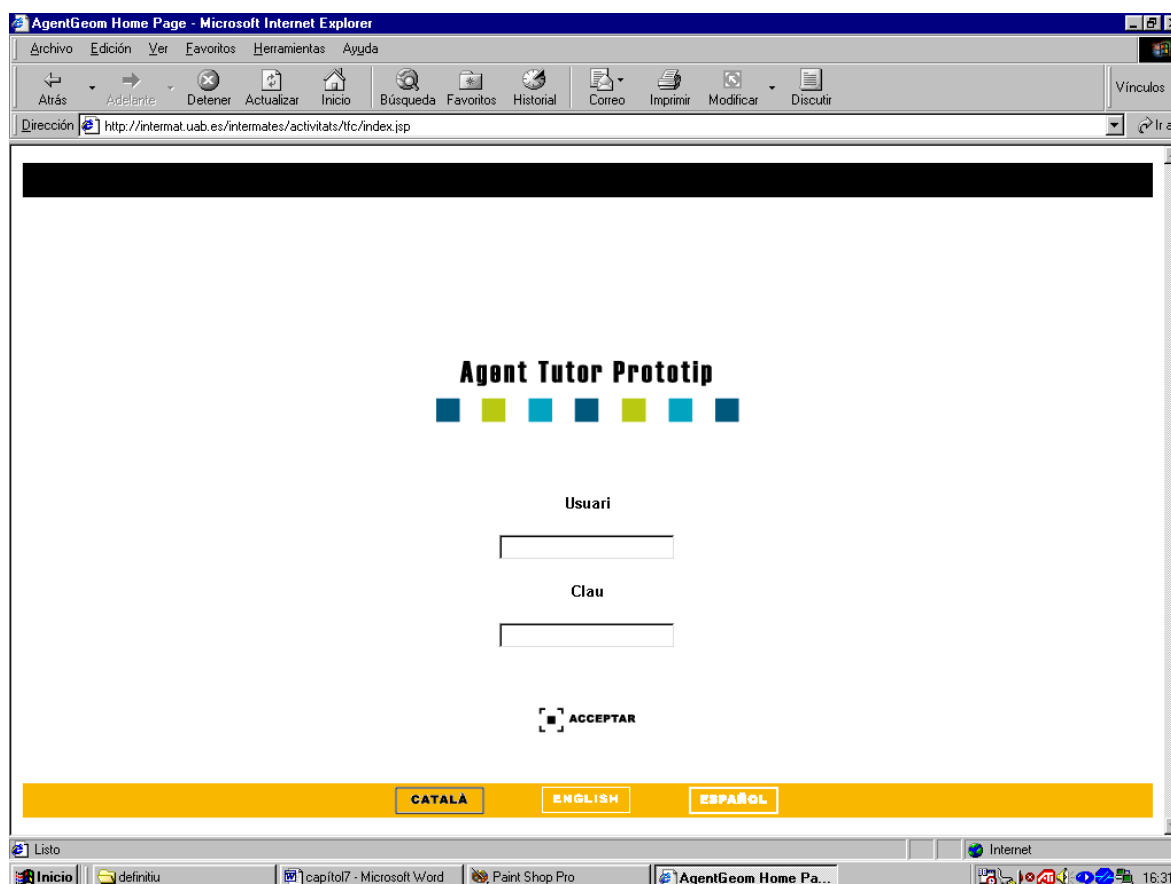 AgentGeom Home Page - Microsoft Internet Explorer
Archivo Edición Ver Favoritos Herramientas Ayuda
Atrás Adelante Detener Actualizar Inicio Búsqueda Favoritos Historial Correo Imprimir Modificar Discutir Vínculos
Dirección http://intermat.uab.es/intermates/activitats/tfc/index.jsp Ir a
Agent Tutor Prototip
Usuari
Clau
ACCEPTAR
CATALÀ ENGLISH ESPAÑOL
Listo Internet
Inicio definitiu capítol7 - Microsoft Word Paint Shop Pro AgentGeom Home Pa... 16:3